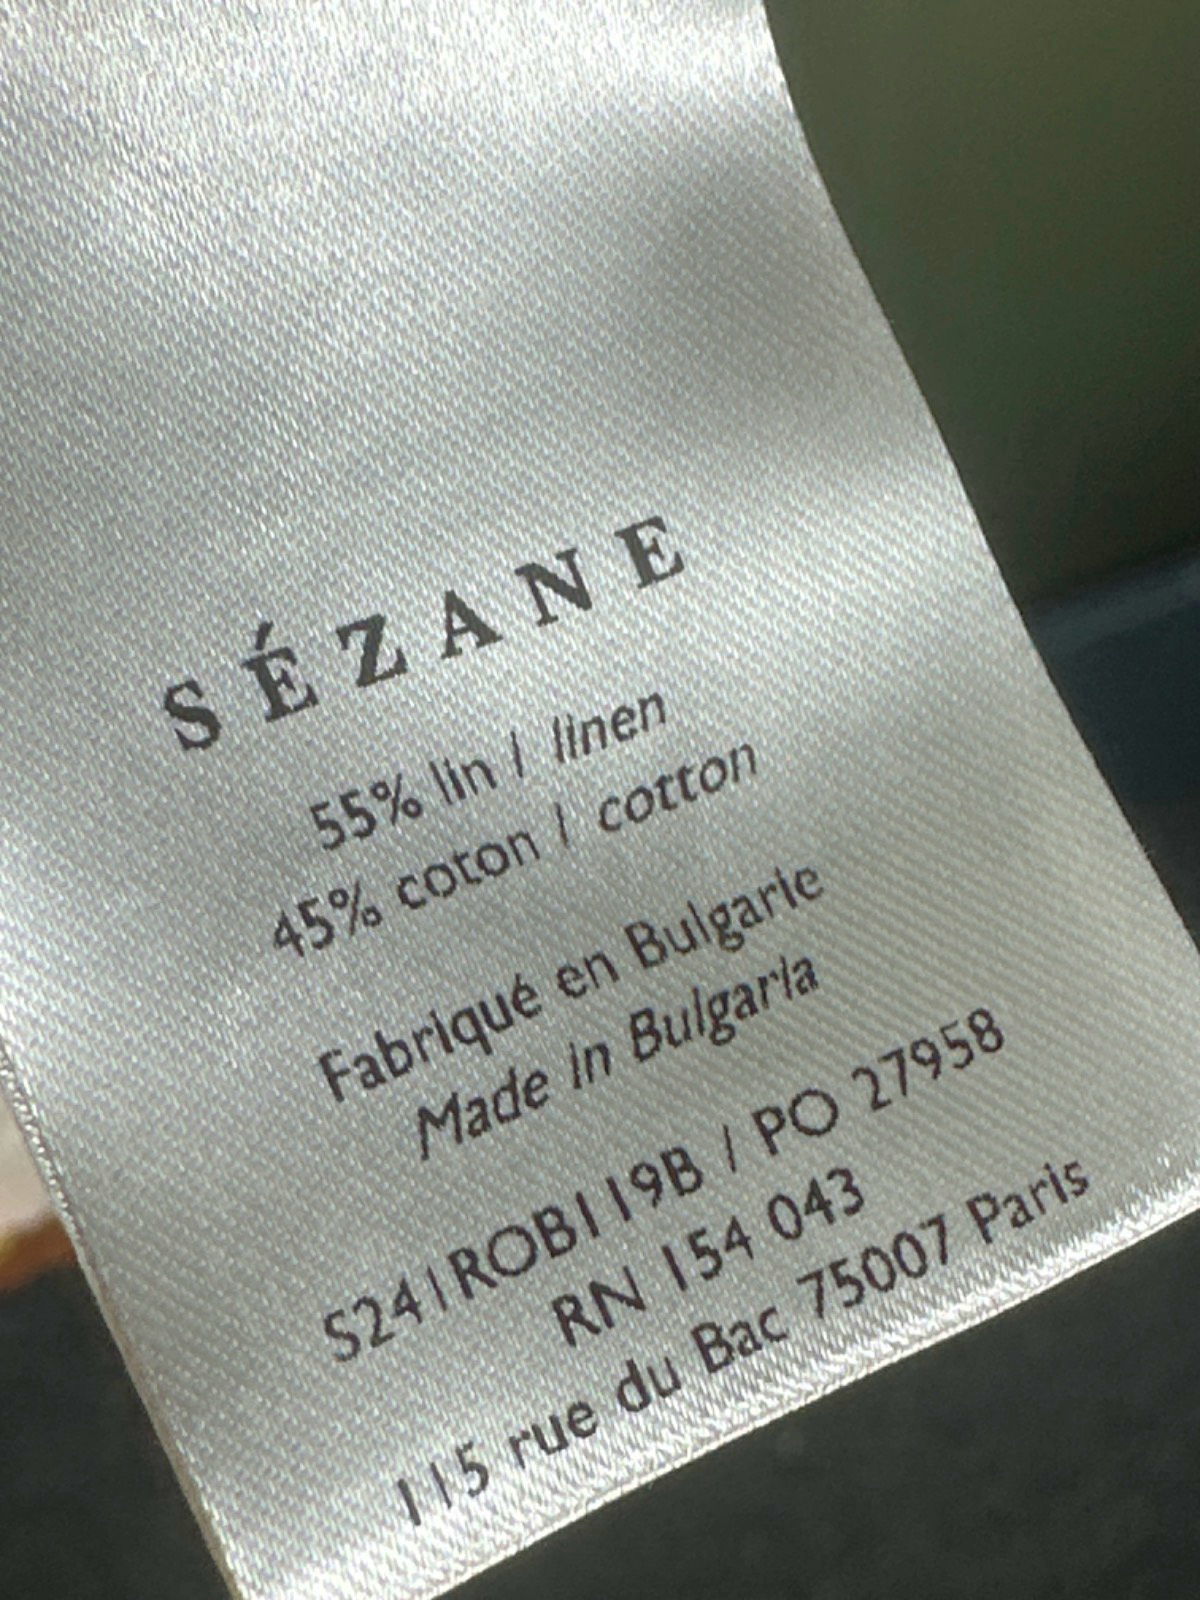 SÉZANE
55% lin / linen
45% coton / cotton
Fabriqué en Bulgarie
Made in Bulgaria
S241ROB119B / PO 27958
RN 154 043
115 rue du Bac 75007 Paris